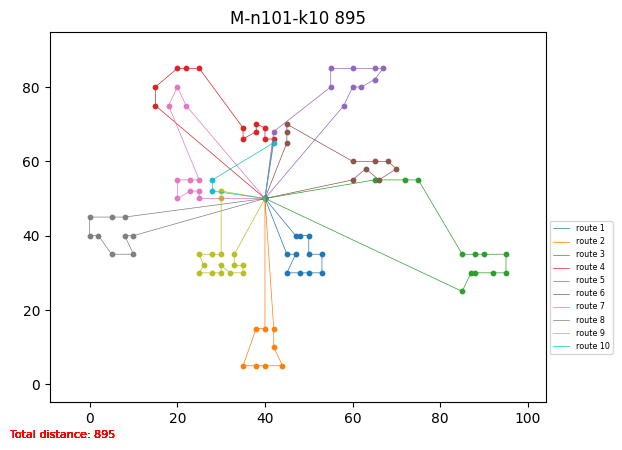 M-n101-k10 895
80
60
40
20
0
0
20
40
60
80
100
route 1
route 2
route 3
route 4
route 5
route 6
route 7
route 8
route 9
route 10
Total distance: 895